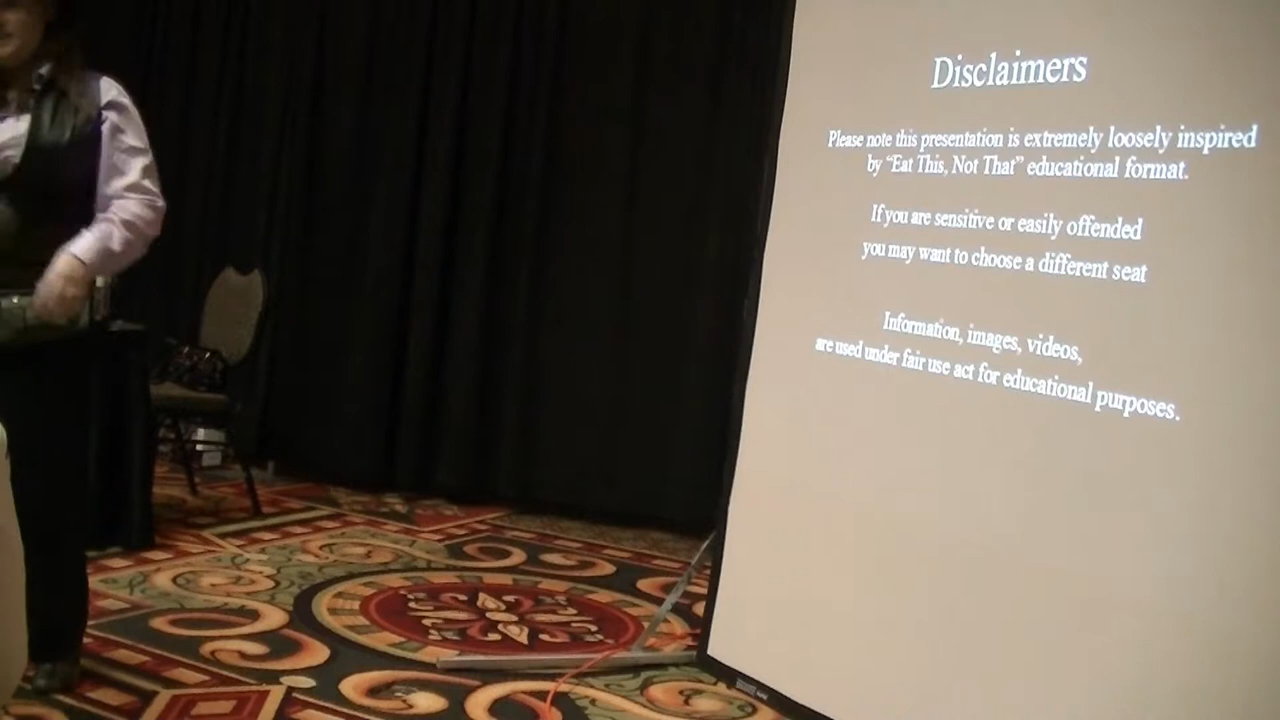 Disclaimers
Please note this presentation is extremely loosely inspired
by “Eat This, Not That” educational format.
If you are sensitive or easily offended
you may want to choose a different seat
Information, images, videos,
are used under fair use act for educational purposes.